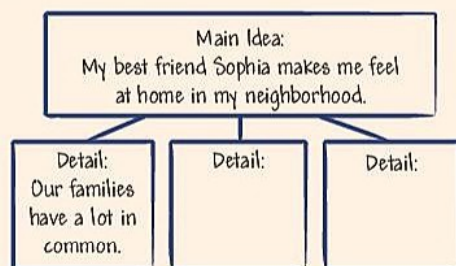 Main Idea:
My best friend Sophia makes me feel
at home in my neighborhood.
Detail:
Our families
have a lot in
common.
Detail:
Detail: